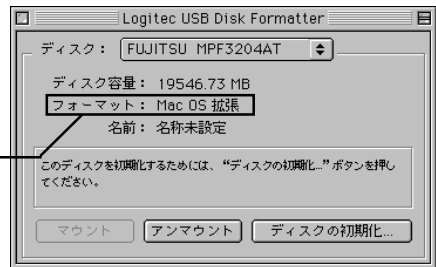 Logitec USB Disk Formatter
ディスク： FUJITSU MPF3204AT
ディスク容量： 19546.73 MB
フォーマット： Mac OS 拡張
名前： 名称未設定
このディスクを初期化するためには、“ディスクの初期化...”ボタンを押し
てください。
マウント アンマウント ディスクの初期化...